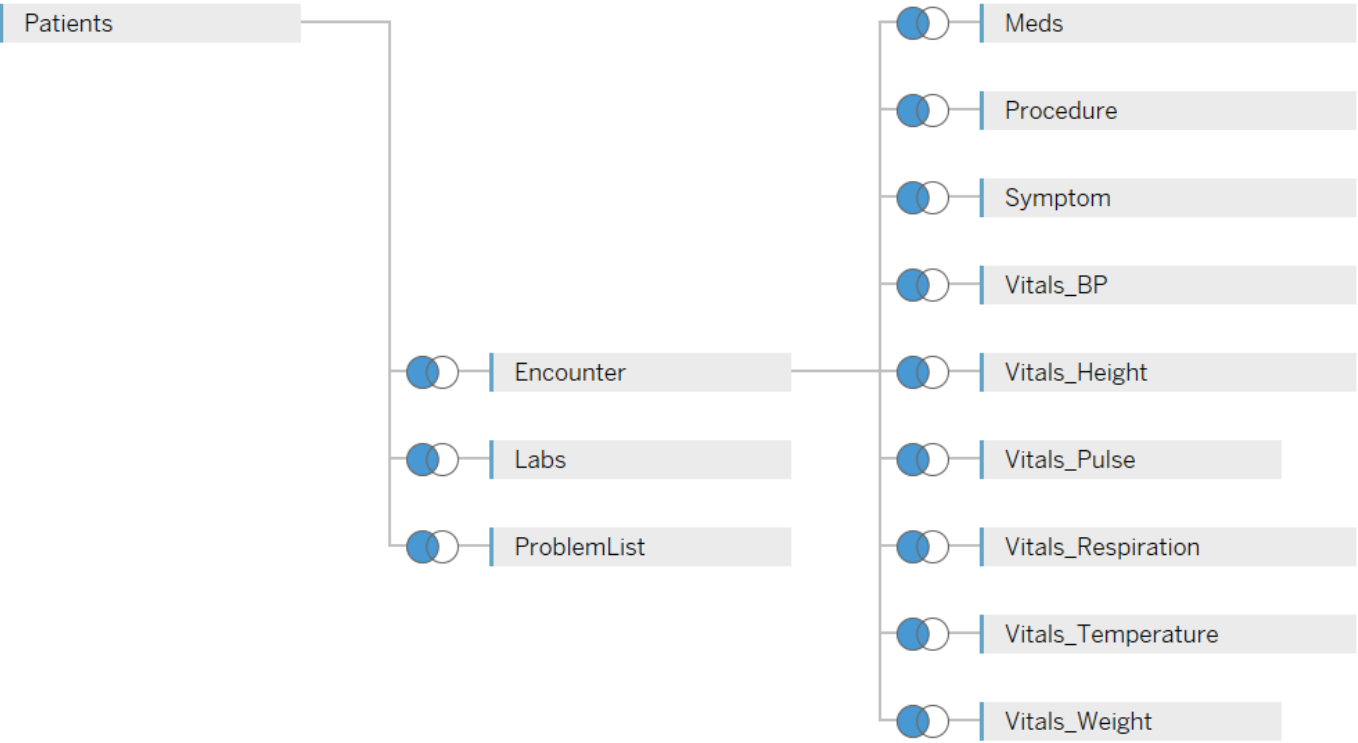 Patients
Meds
Procedure
Symptom
Vitals_BP
Encounter
Vitals_Height
Labs
Vitals_Pulse
ProblemList
Vitals_Respiration
Vitals_Temperature
Vitals_Weight